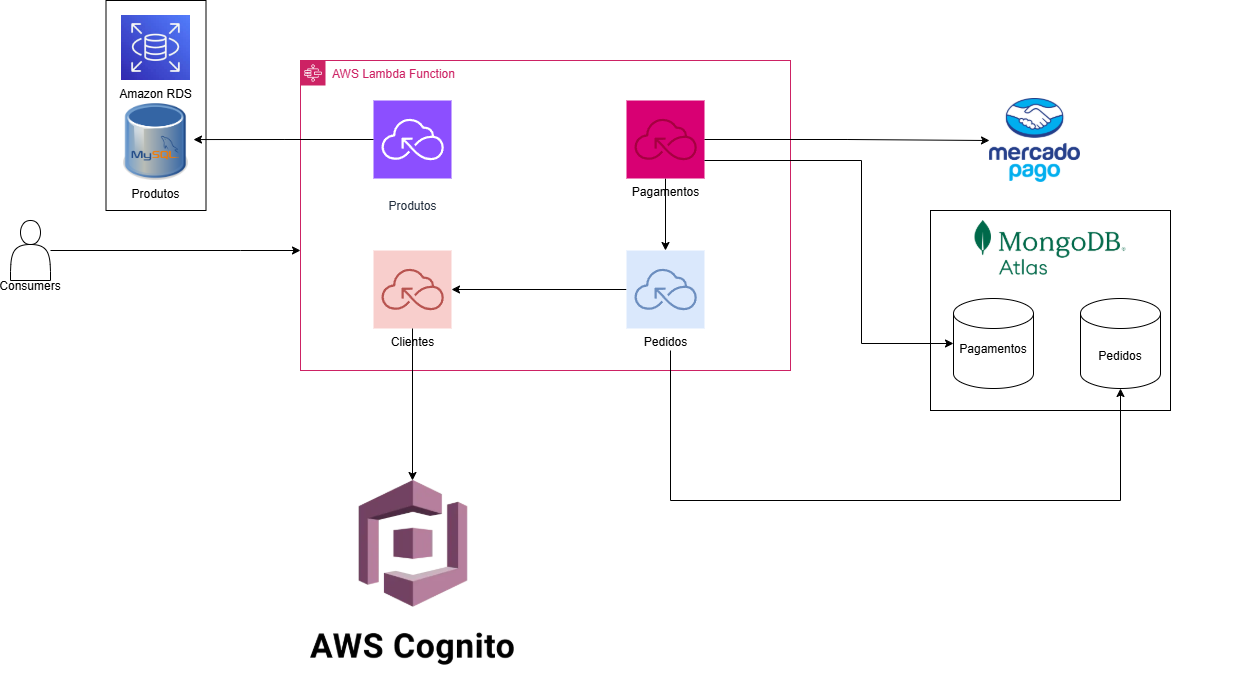 Amazon RDS
MySQL
Produtos
Consumers
AWS Lambda Function
Produtos
Pagamentos
Clientes
Pedidos
mercado
pago
MongoDB®
Atlas
Pagamentos
Pedidos
AWS Cognito